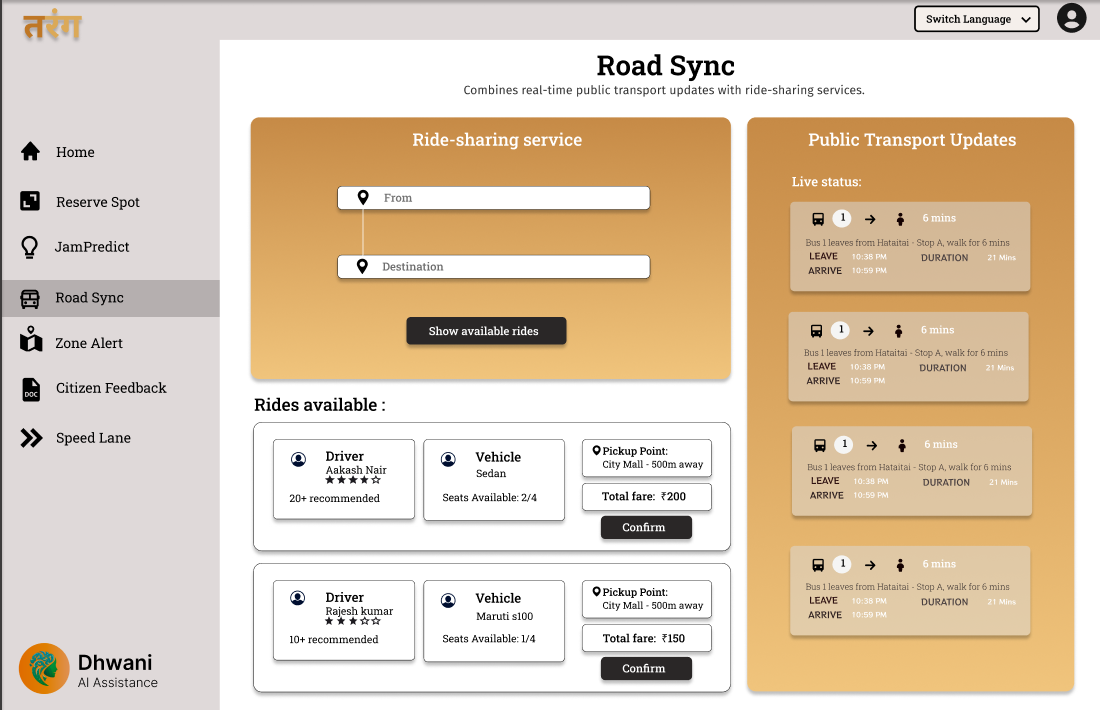 तरंग
Switch Language
Home
Reserve Spot
JamPredict
Road Sync
Zone Alert
DOC
Citizen Feedback
Speed Lane
Dhwani
AI Assistance
Road Sync
Combines real-time public transport updates with ride-sharing services.
Ride-sharing service
From
Destination
Show available rides
Rides available :
Driver
Aakash Nair
20+ recommended
Vehicle
Sedan
Seats Available: 2/4
Pickup Point:
City Mall - 500m away
Total fare: ₹200
Confirm
Driver
Rajesh kumar
10+ recommended
Vehicle
Maruti s100
Seats Available: 1/4
Pickup Point:
City Mall - 500m away
Total fare: ₹150
Confirm
Public Transport Updates
Live status:
1 6 mins
Bus 1 leaves from Hataitai - Stop A, walk for 6 mins
LEAVE 10:38 PM DURATION 21 Mins
ARRIVE 10:59 PM
1 6 mins
Bus 1 leaves from Hataitai - Stop A, walk for 6 mins
LEAVE 10:38 PM DURATION 21 Mins
ARRIVE 10:59 PM
1 6 mins
Bus 1 leaves from Hataitai - Stop A, walk for 6 mins
LEAVE 10:38 PM DURATION 21 Mins
ARRIVE 10:59 PM
1 6 mins
Bus 1 leaves from Hataitai - Stop A, walk for 6 mins
LEAVE 10:38 PM DURATION 21 Mins
ARRIVE 10:59 PM